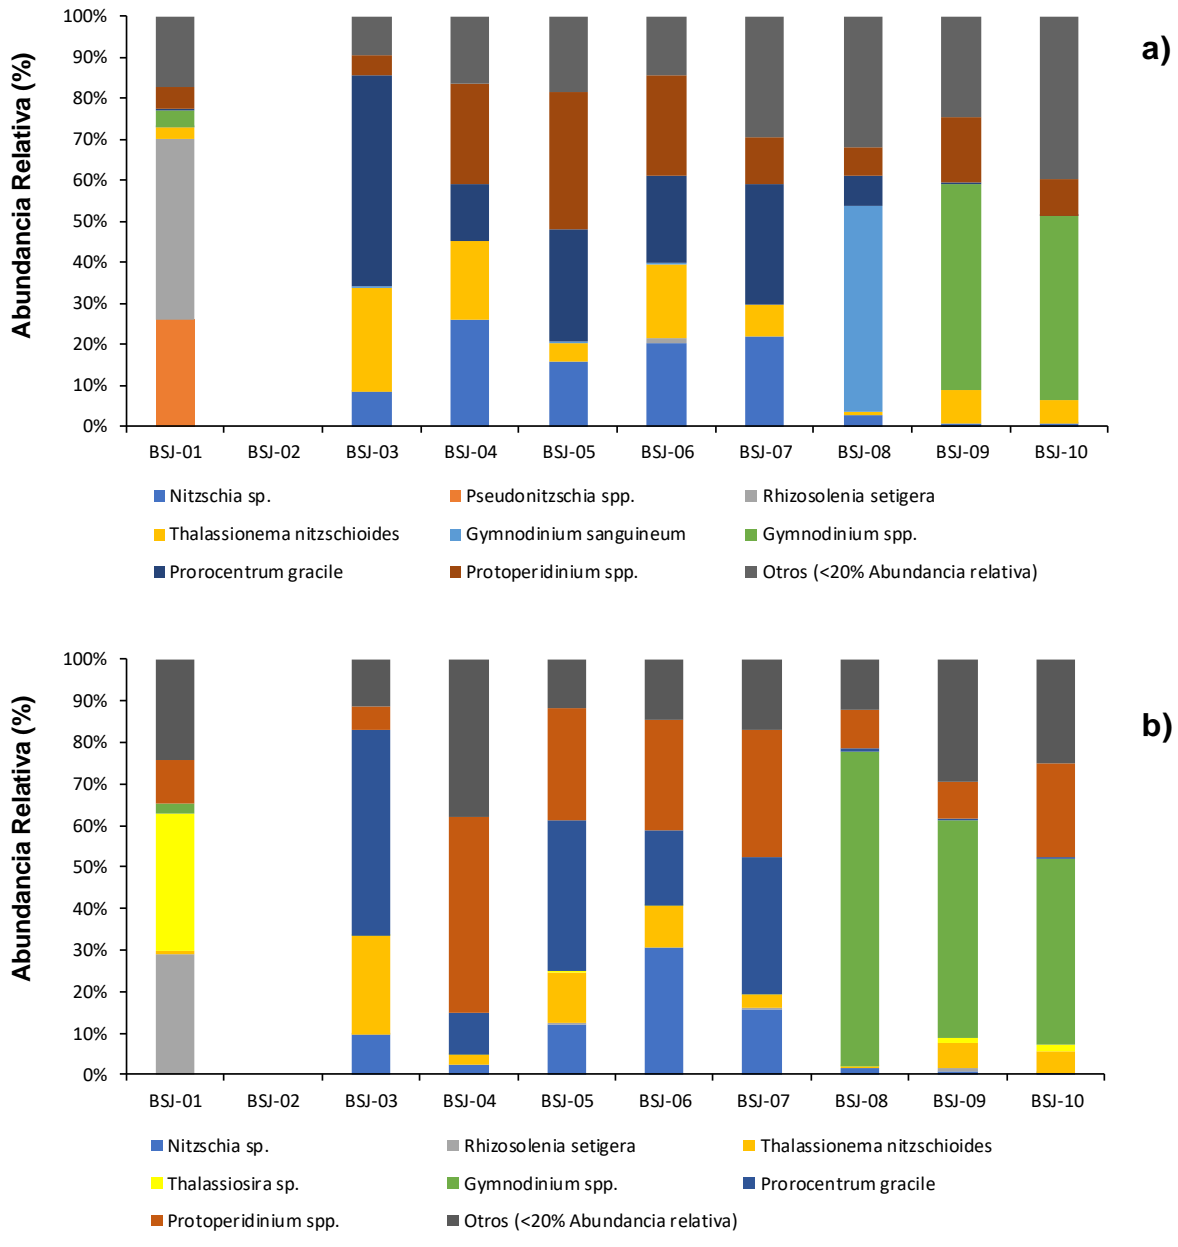 a)
Abundancia Relativa (%)
100%
90%
80%
70%
60%
50%
40%
30%
20%
10%
0%
BSJ-01 BSJ-02 BSJ-03 BSJ-04 BSJ-05 BSJ-06 BSJ-07 BSJ-08 BSJ-09 BSJ-10
Nitzschia sp. Pseudonitzschia spp. Rhizosolenia setigera
Thalassionema nitzschioides Gymnodinium sanguineum Gymnodinium spp.
Prorocentrum gracile Protoperidinium spp. Otros (<20% Abundancia relativa)
b)
Abundancia Relativa (%)
100%
90%
80%
70%
60%
50%
40%
30%
20%
10%
0%
BSJ-01 BSJ-02 BSJ-03 BSJ-04 BSJ-05 BSJ-06 BSJ-07 BSJ-08 BSJ-09 BSJ-10
Nitzschia sp. Rhizosolenia setigera Thalassionema nitzschioides
Thalassiosira sp. Gymnodinium spp. Prorocentrum gracile
Protoperidinium spp. Otros (<20% Abundancia relativa)